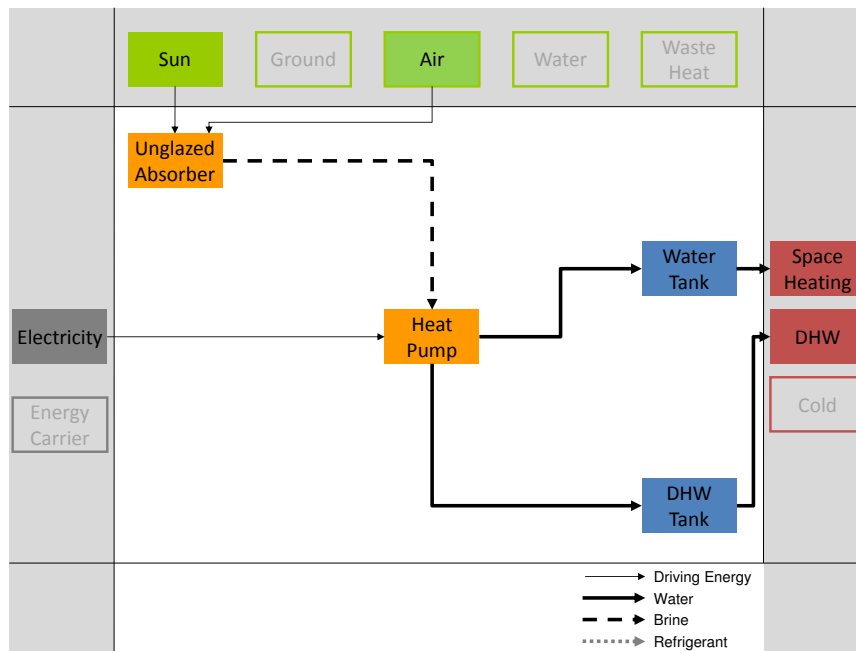 Sun
Ground
Air
Water
Waste
Heat
Unglazed
Absorber
Water
Tank
Space
Heating
Electricity
Heat
Pump
DHW
Energy
Carrier
Cold
DHW
Tank
Driving Energy
Water
Brine
Refrigerant